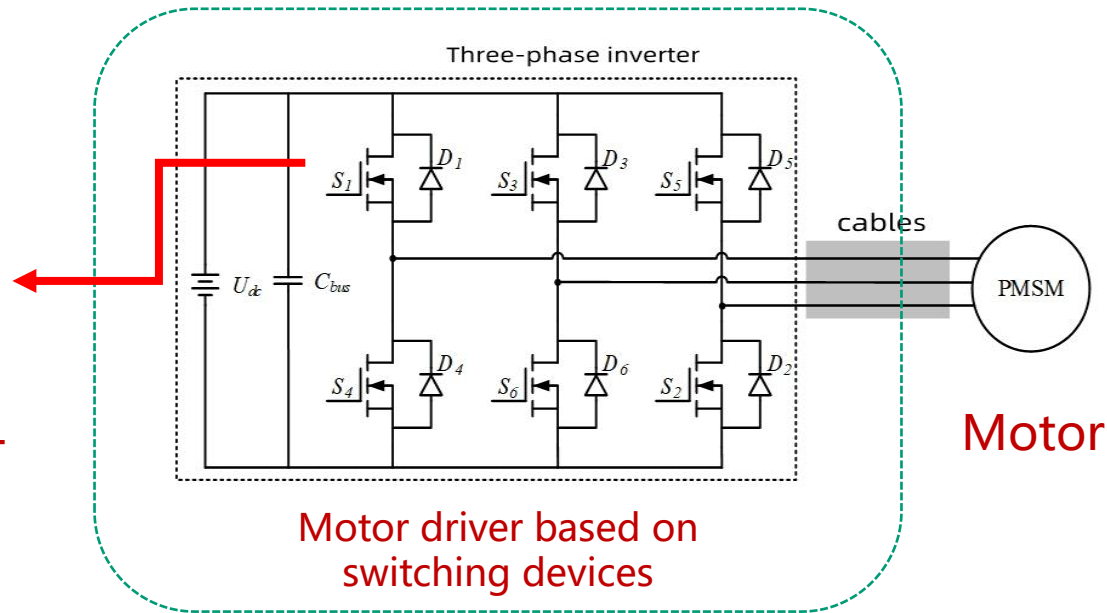 Three-phase inverter
D1
D3
D5
S1
S3
S5
cables
Udc
Cbus
PMSM
D4
D6
D2
S4
S6
S2
Motor
Motor driver based on
switching devices